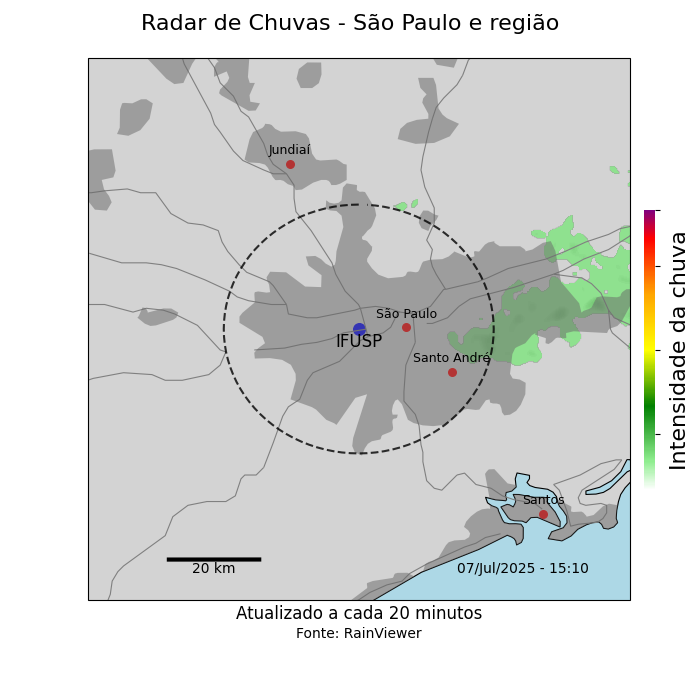 Radar de Chuvas - São Paulo e região
Jundiaí
São Paulo
IFUSP
Santo André
Intensidade da chuva
Santos
20 km
07/Jul/2025 - 15:10
Atualizado a cada 20 minutos
Fonte: RainViewer